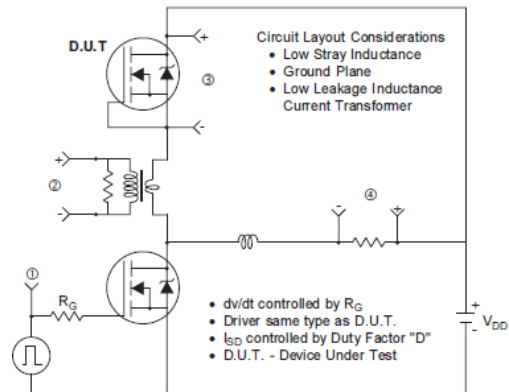 D.U.T
+
-
③
Circuit Layout Considerations
• Low Stray Inductance
• Ground Plane
• Low Leakage Inductance
Current Transformer
+
②
-
④
- +
①
RG
• dv/dt controlled by RG
• Driver same type as D.U.T.
• ISD controlled by Duty Factor "D"
• D.U.T. - Device Under Test
+
-
VDD